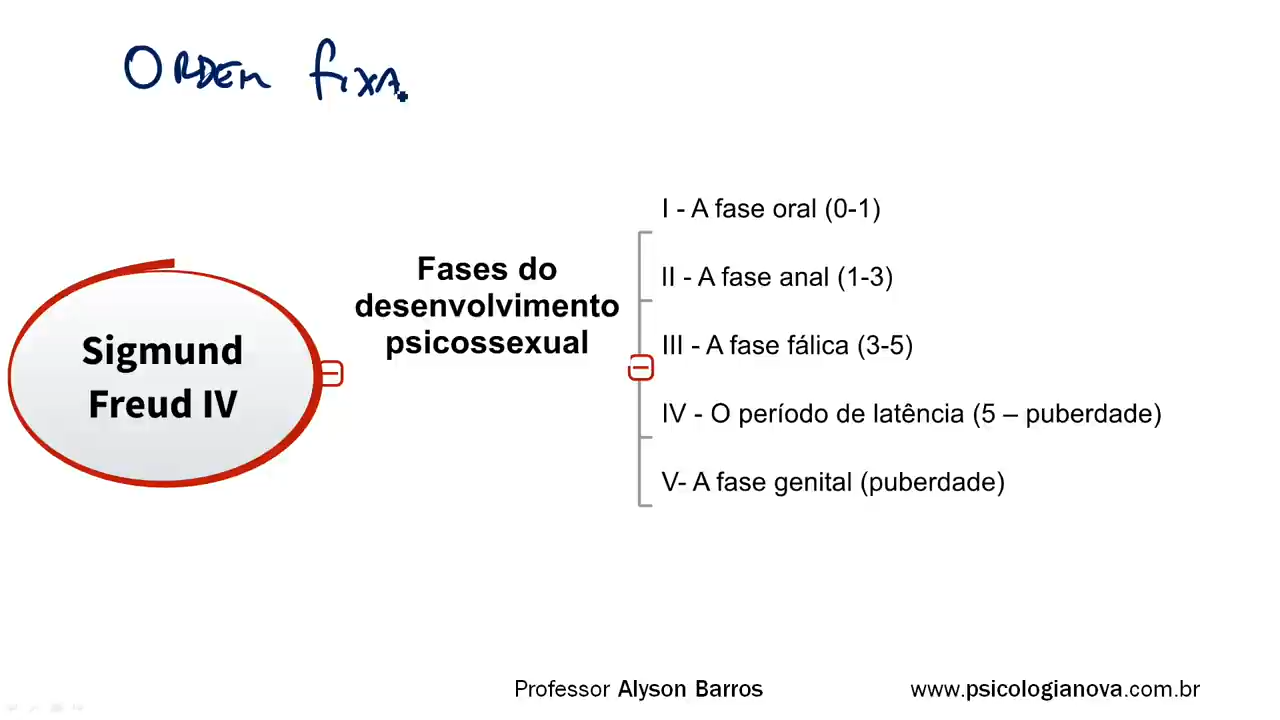 ORDEM fixA
Sigmund
Freud IV
Fases do
desenvolvimento
psicossexual
I - A fase oral (0-1)
II - A fase anal (1-3)
III - A fase fálica (3-5)
IV - O período de latência (5 – puberdade)
V- A fase genital (puberdade)
Professor Alyson Barros
www.psicologianova.com.br